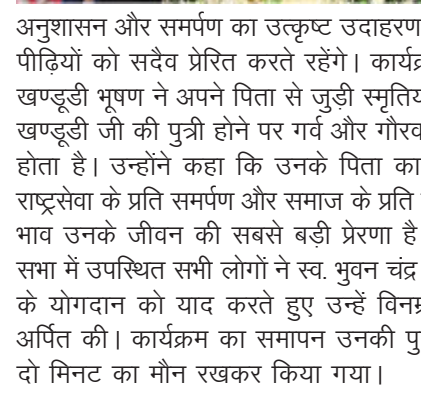 अनुशासन और समर्पण का उत्कृष्ट उदाहरण
पीढ़ियों को सदैव प्रेरित करते रहेंगे। कार्यक्र
खण्डूडी भूषण ने अपने पिता से जुड़ी स्मृतिय
खण्डूडी जी की पुत्री होने पर गर्व और गौरव
होता है। उन्होंने कहा कि उनके पिता का
राष्ट्रसेवा के प्रति समर्पण और समाज के प्रति
भाव उनके जीवन की सबसे बड़ी प्रेरणा है
सभा में उपस्थित सभी लोगों ने स्व. भुवन चंद्र
के योगदान को याद करते हुए उन्हें विनम्र
अर्पित की। कार्यक्रम का समापन उनकी पु
दो मिनट का मौन रखकर किया गया।